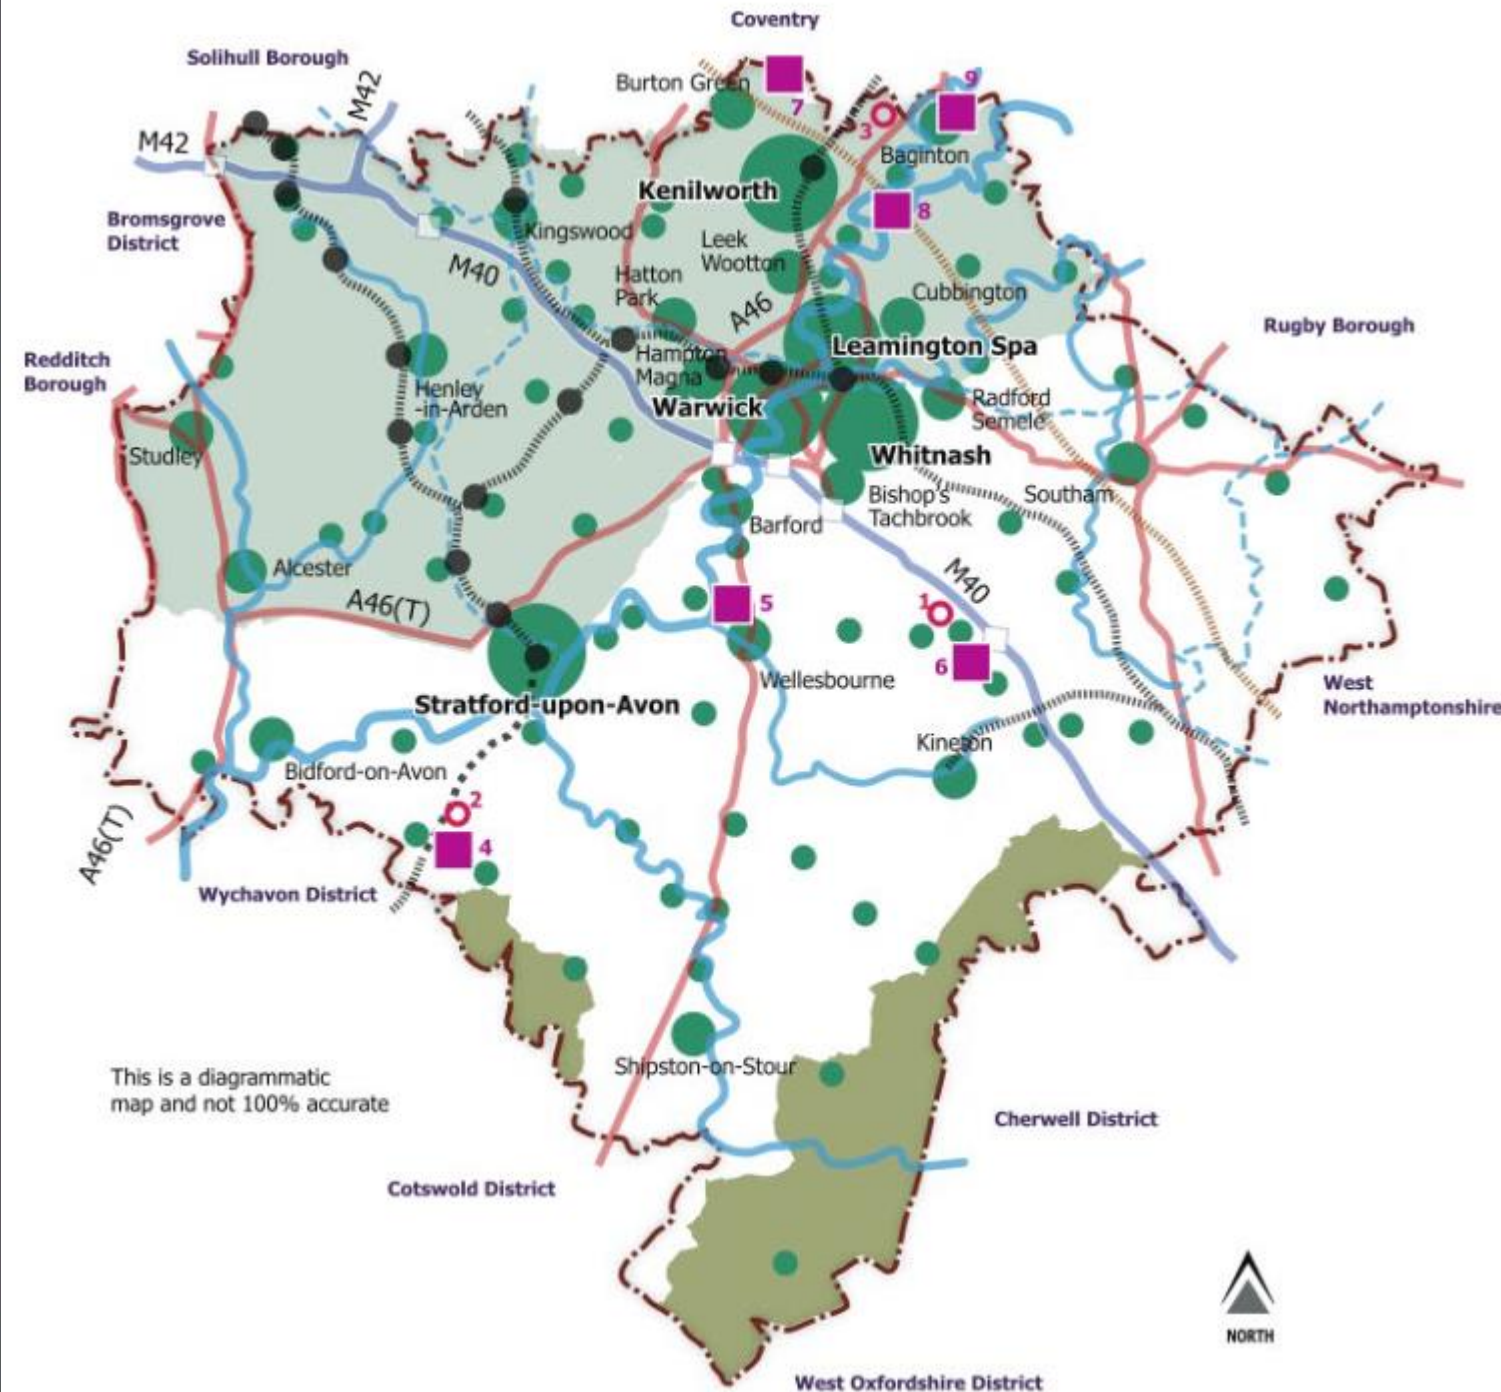 Coventry
Solihull Borough
M42
Burton Green
7
9
3
M42
Baginton
Kenilworth
8
Bromsgrove
District
Kingswood
Leek
Wootton
M40
Hatton
Park
A46
Cubbington
Rugby Borough
Redditch
Borough
Hampton
Magna
Leamington Spa
Henley
-in-Arden
Warwick
Radford
Semele
Studley
Whitnash
Bishop's
Tachbrook
Southam
Barford
Alcester
M40
A46(T)
5
1
6
Wellesbourne
West
Northamptonshire
Stratford-upon-Avon
Kineton
Bidford-on-Avon
2
A46(T)
4
Wychavon District
Shipston-on-Stour
This is a diagrammatic
map and not 100% accurate
Cherwell District
Cotswold District
NORTH
West Oxfordshire District